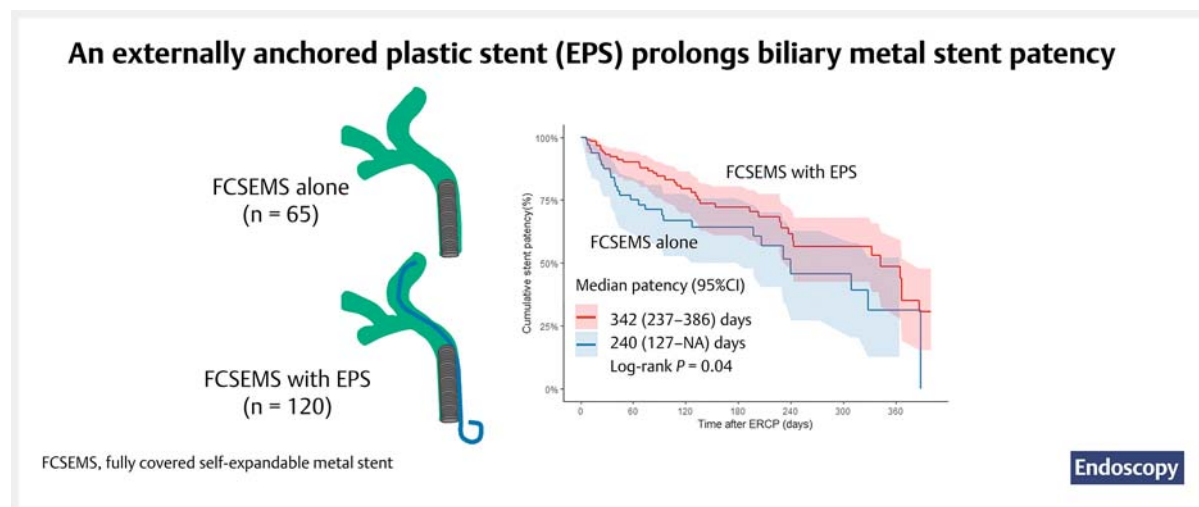 An externally anchored plastic stent (EPS) prolongs biliary metal stent patency
FCSEMS alone
(n = 65)
FCSEMS with EPS
(n = 120)
100%
75%
50%
25%
0%
Cumulative stent patency(%)
FCSEMS with EPS
FCSEMS alone
Median patency (95%CI)
342 (237–386) days
240 (127–NA) days
Log-rank P = 0.04
0 60 120 180 240 300 360
Time after ERCP (days)
FCSEMS, fully covered self-expandable metal stent
Endoscopy